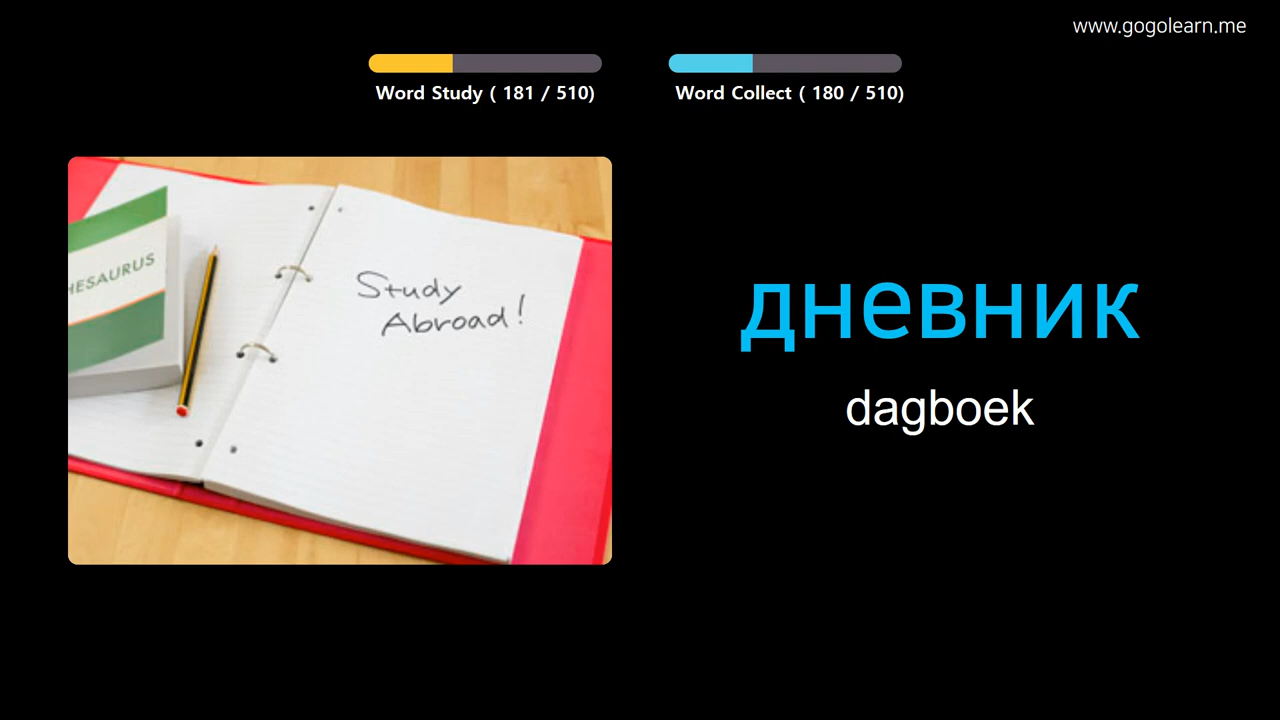 www.gogolearn.me
Word Study ( 181 / 510)
Word Collect ( 180 / 510)
HESAURUS
Study
Abroad!
дневник
dagboek